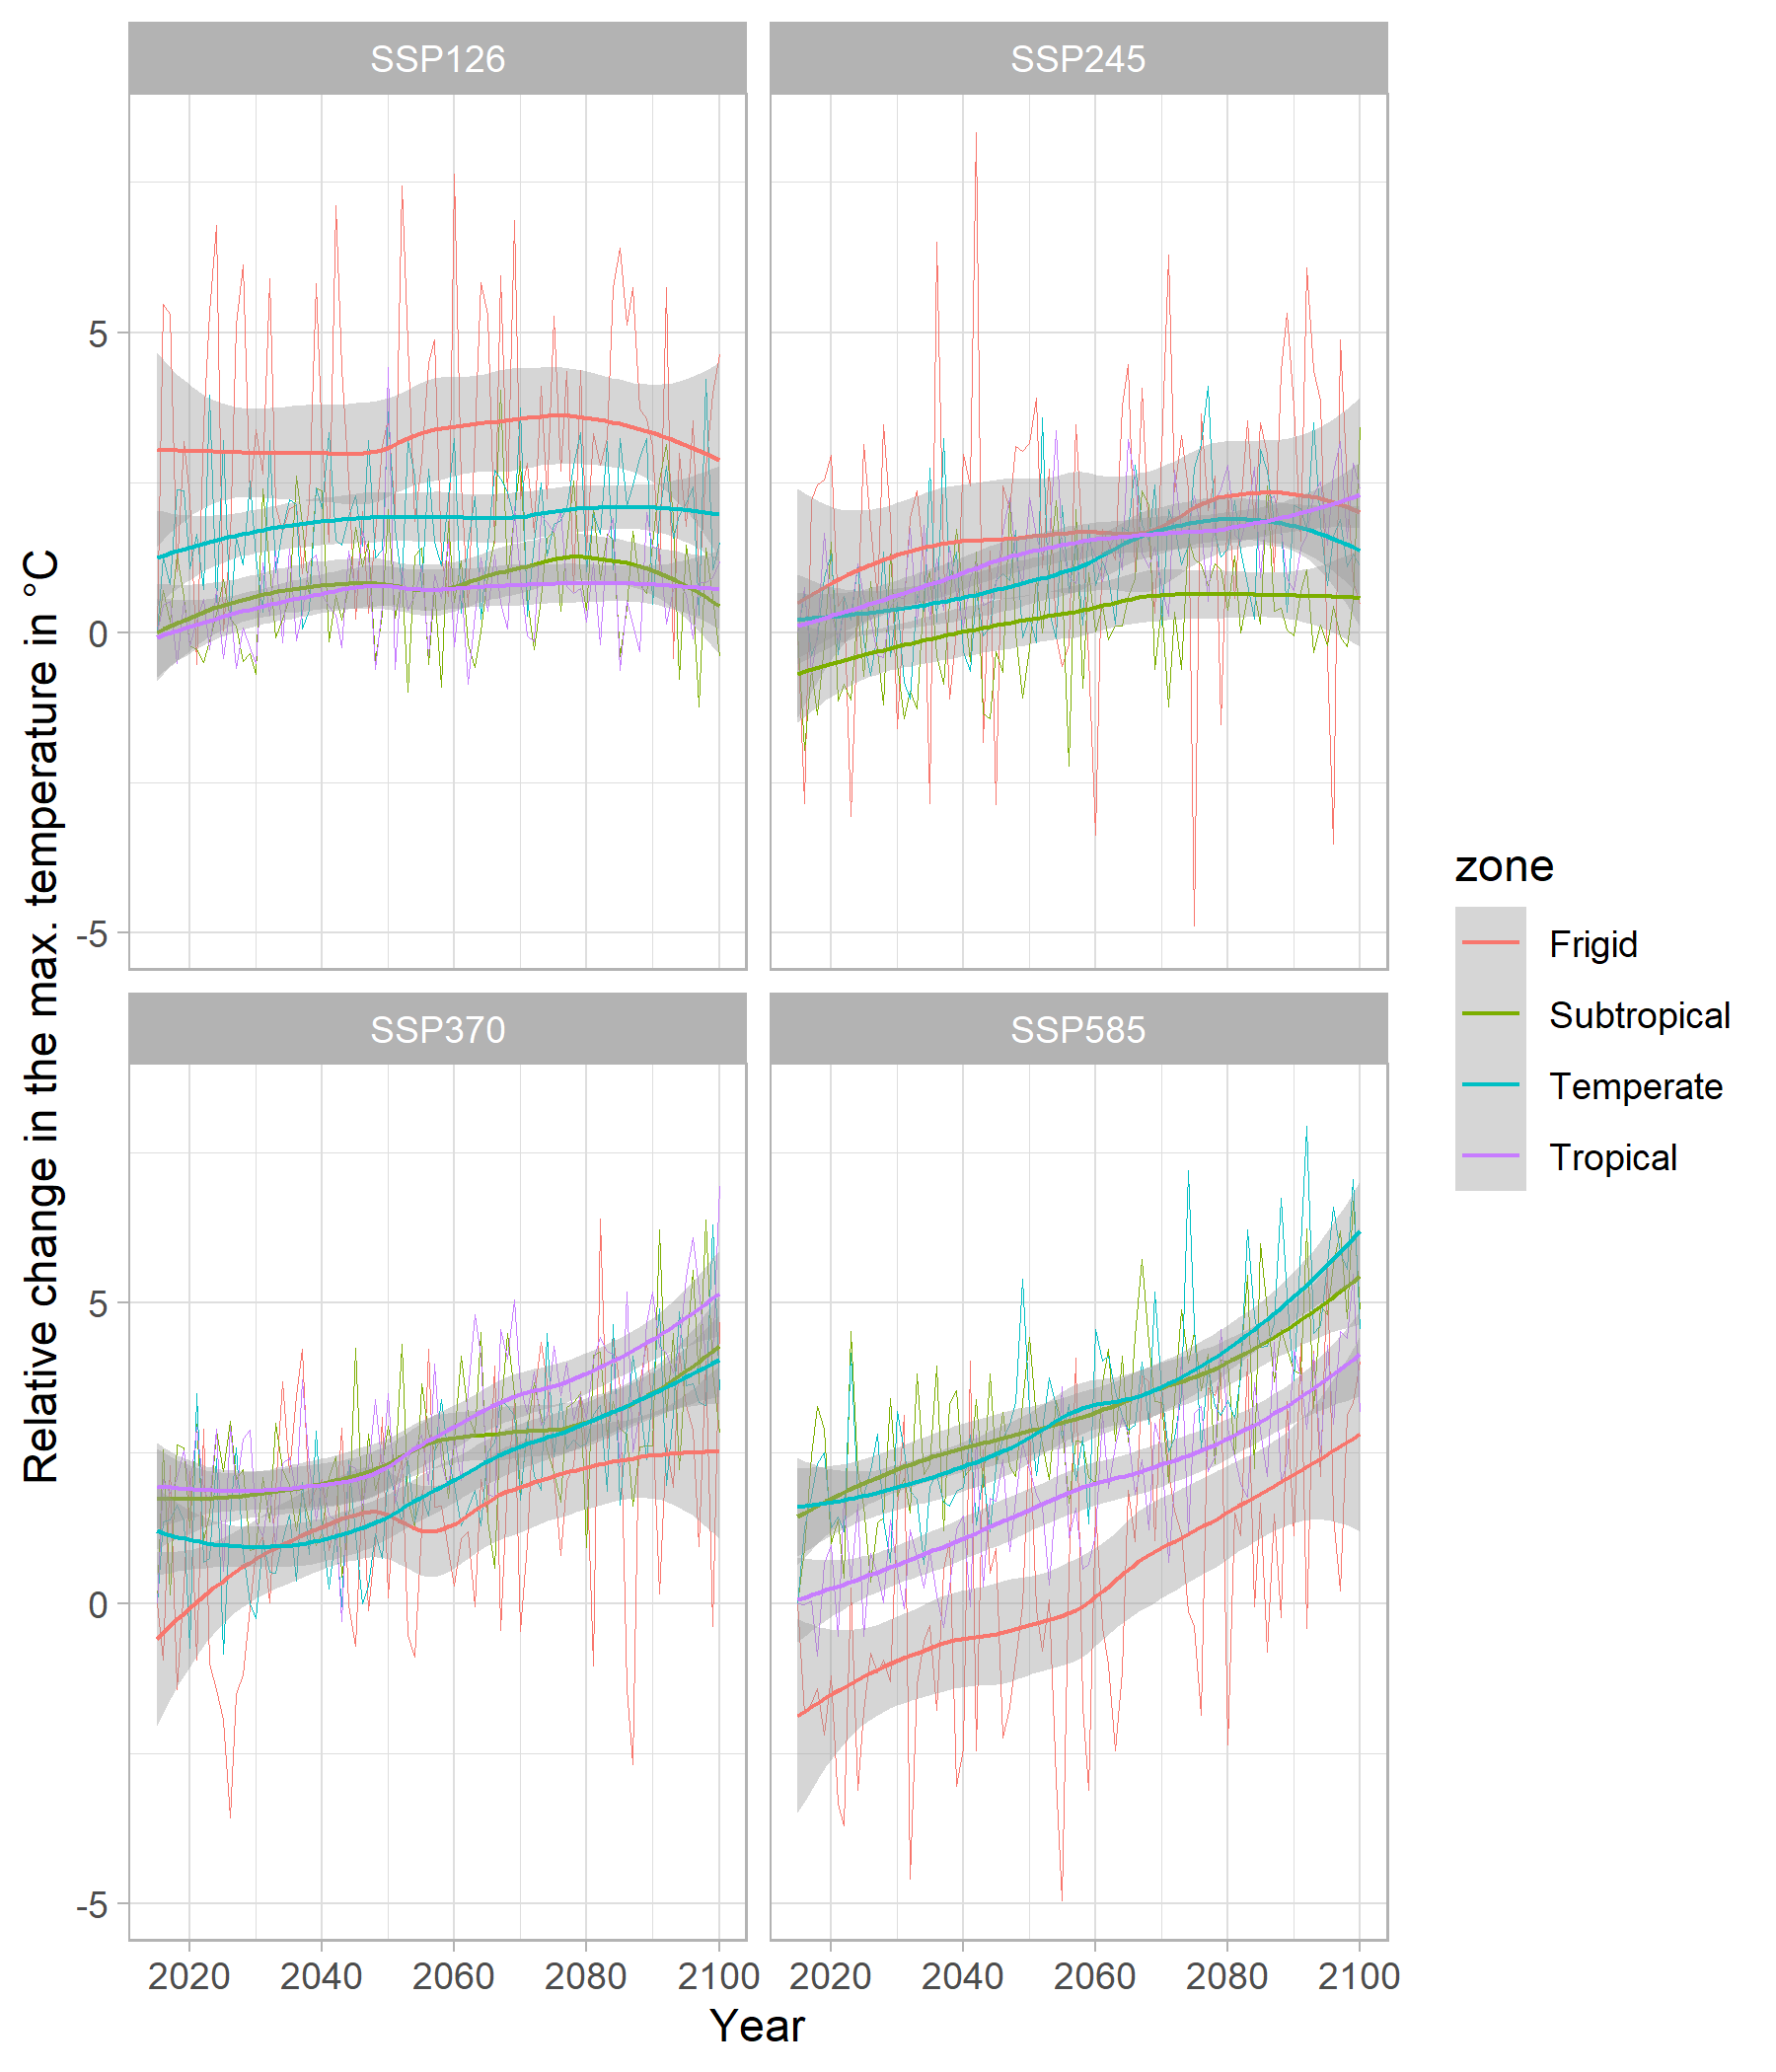 SSP126
SSP245
5
0
-5
SSP370
SSP585
5
0
-5
2020 2040 2060 2080 2100
2020 2040 2060 2080 2100
Year
Relative change in the max. temperature in °C
zone
Frigid
Subtropical
Temperate
Tropical